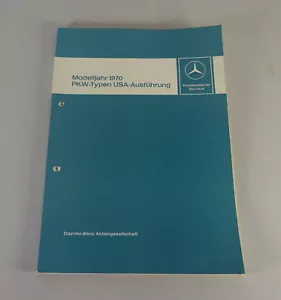 Modelljahr 1970
PKW-Typen USA-Ausführung
Daimler-Benz Aktiengesellschaft